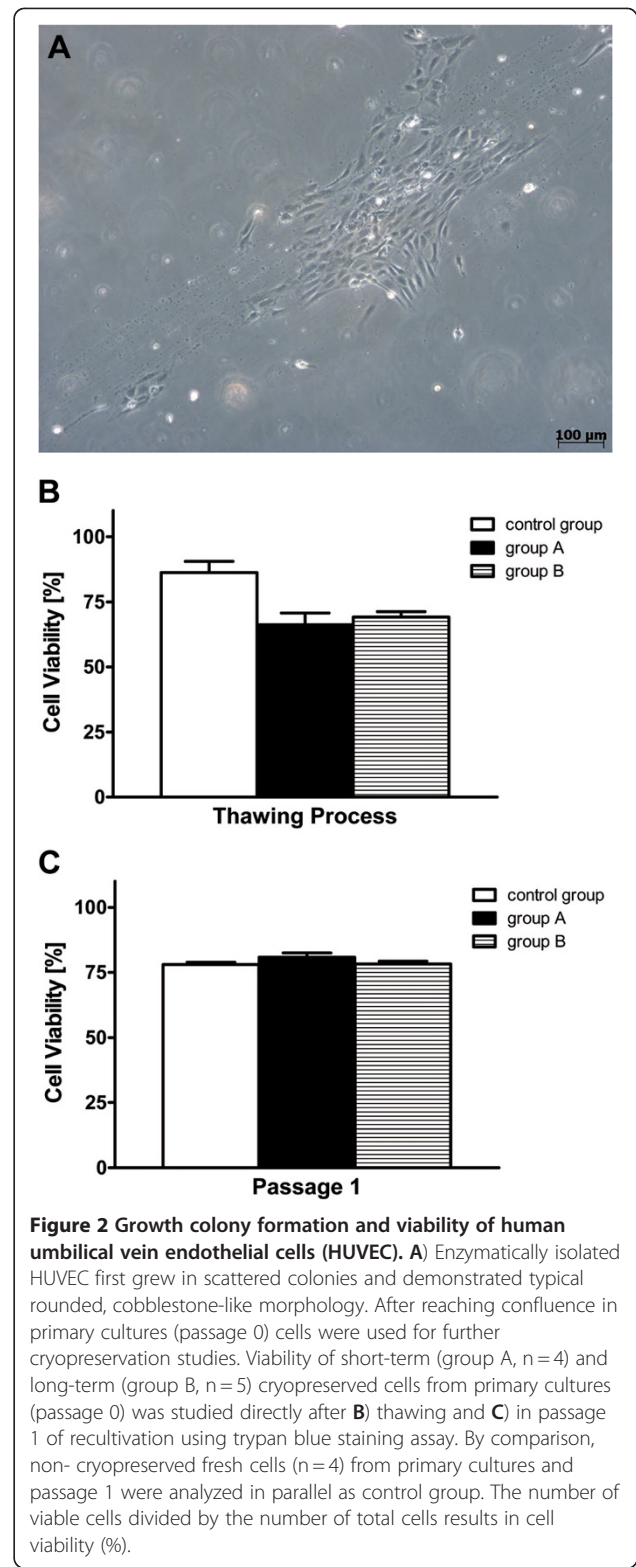 A
100 µm
B
100
75
50
25
0
Cell Viability [%]
control group
group A
group B
Thawing Process
C
100
75
50
25
0
Cell Viability [%]
control group
group A
group B
Passage 1
Figure 2 Growth colony formation and viability of human
umbilical vein endothelial cells (HUVEC). A) Enzymatically isolated
HUVEC first grew in scattered colonies and demonstrated typical
rounded, cobblestone-like morphology. After reaching confluence in
primary cultures (passage 0) cells were used for further
cryopreservation studies. Viability of short-term (group A, n = 4) and
long-term (group B, n = 5) cryopreserved cells from primary cultures
(passage 0) was studied directly after B) thawing and C) in passage
1 of recultivation using trypan blue staining assay. By comparison,
non- cryopreserved fresh cells (n = 4) from primary cultures and
passage 1 were analyzed in parallel as control group. The number of
viable cells divided by the number of total cells results in cell
viability (%).